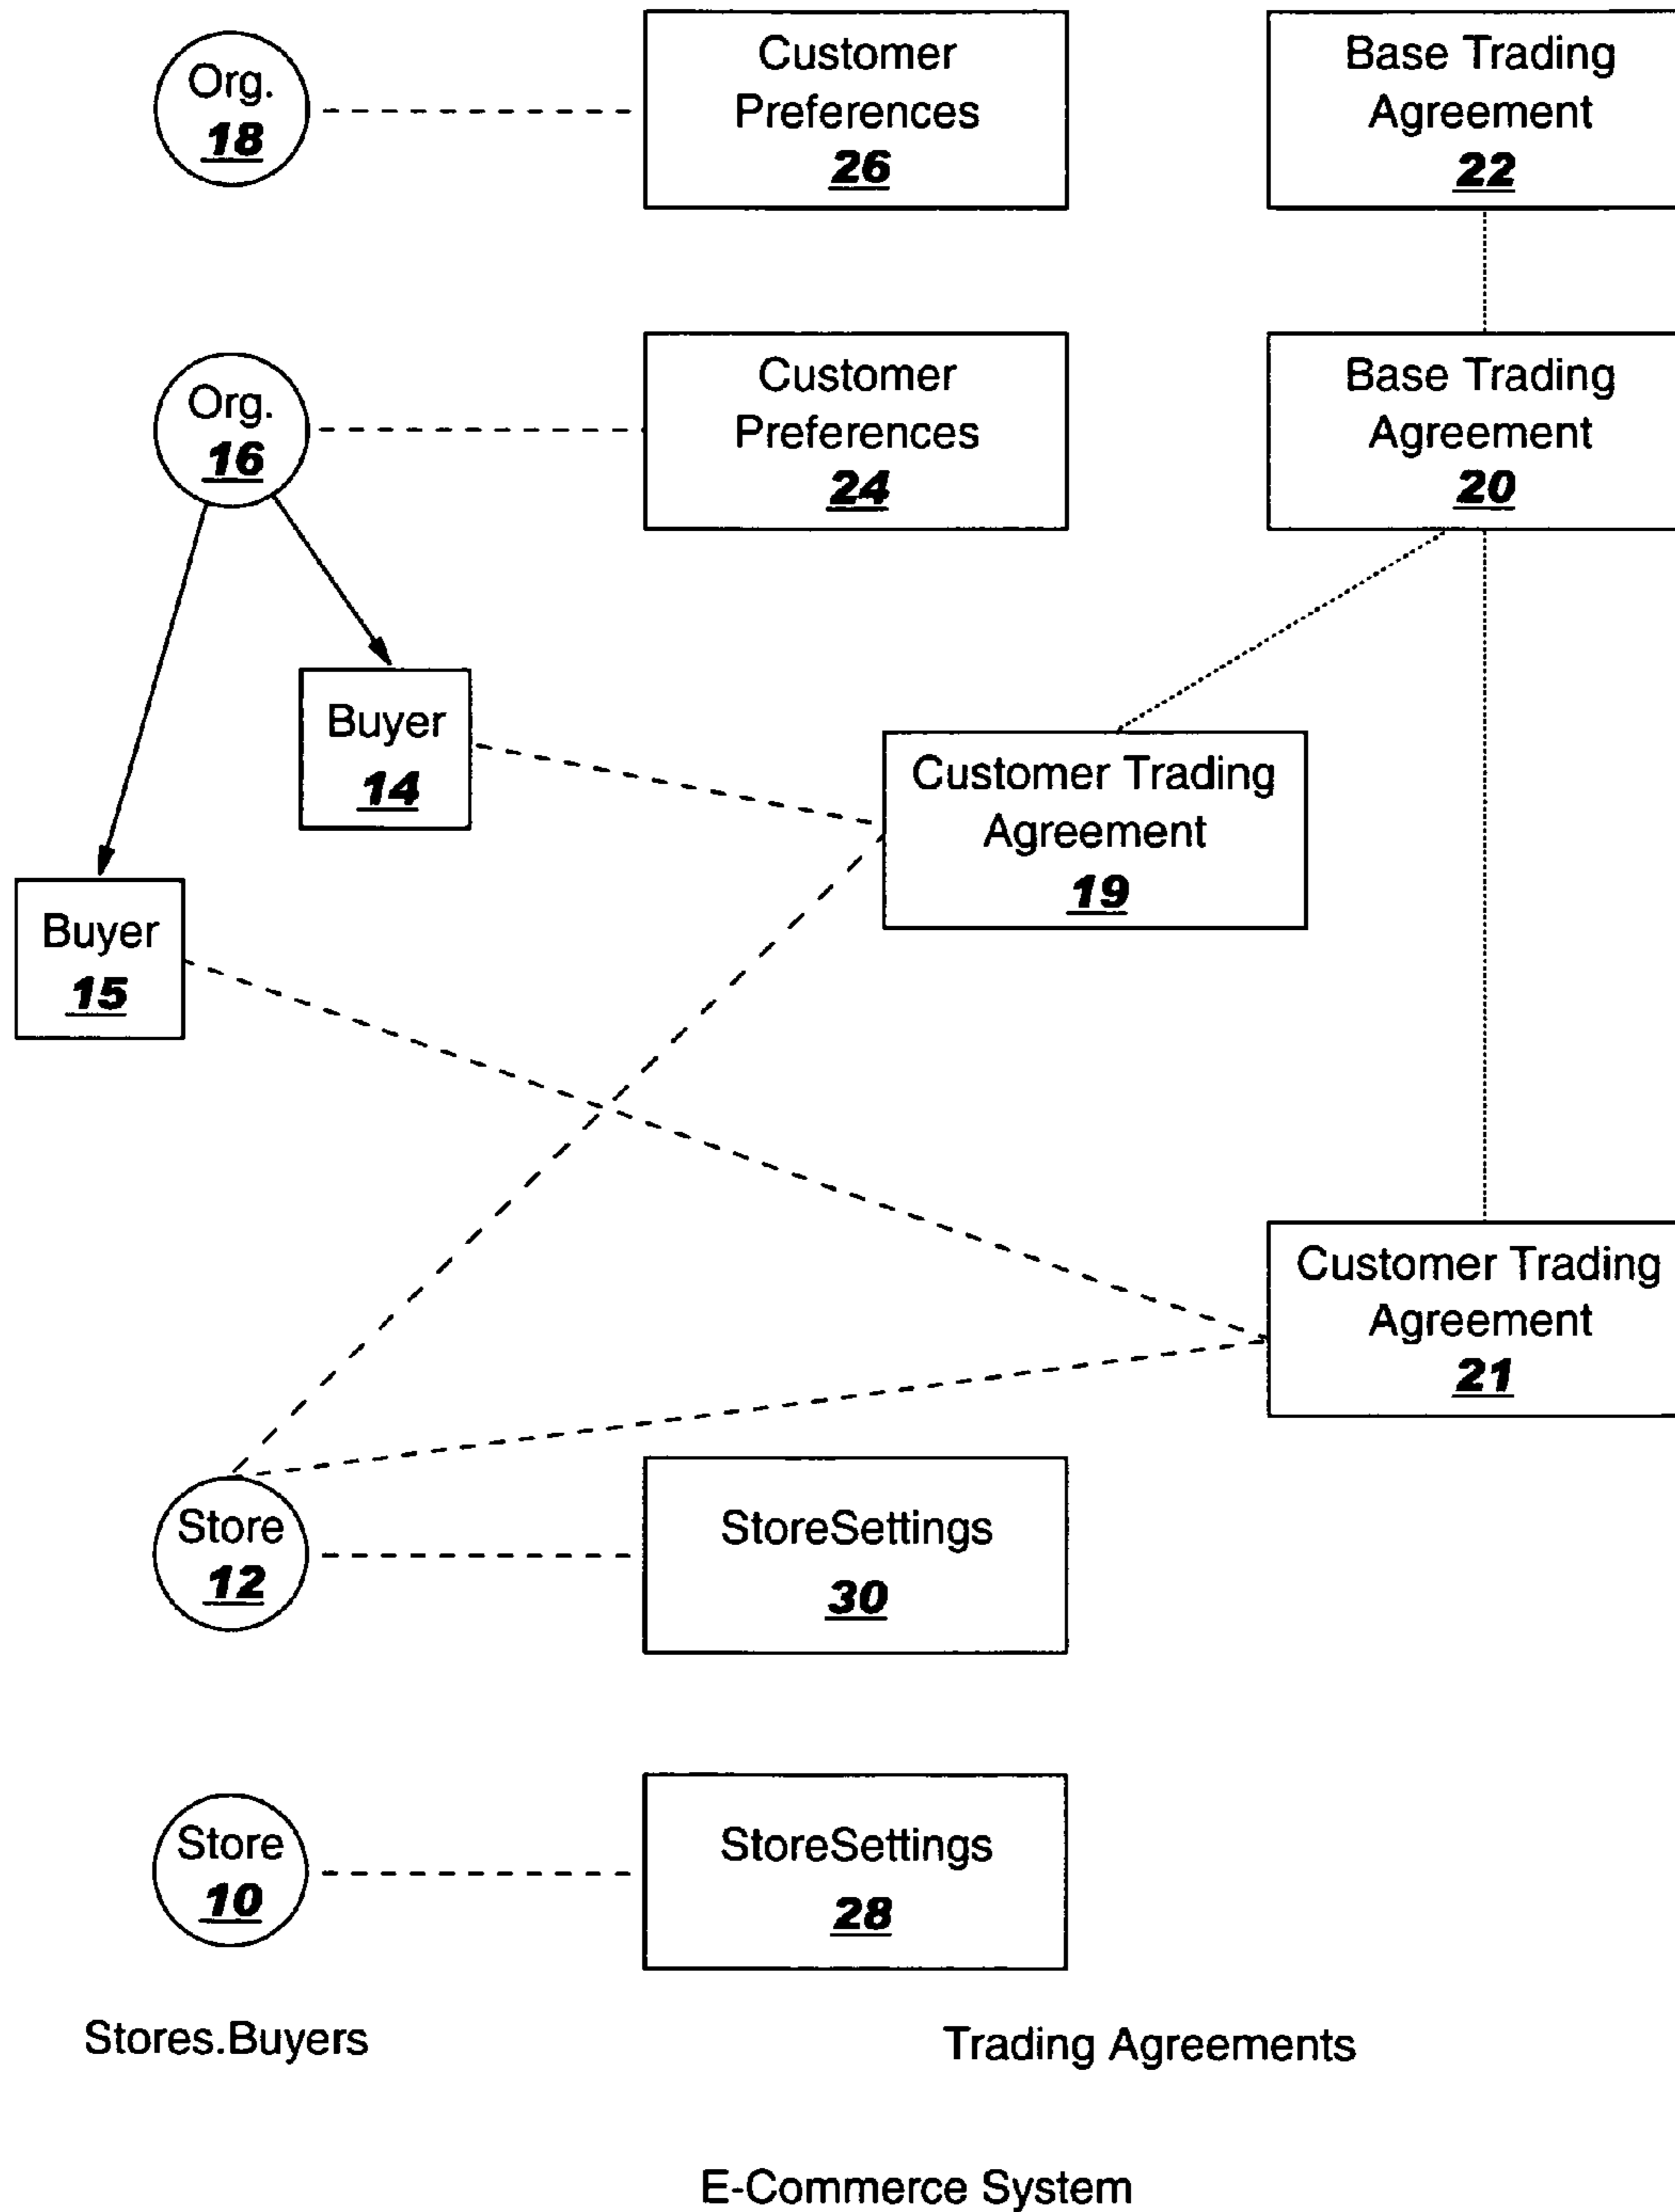 Org.
18
Customer
Preferences
26
Base Trading
Agreement
22
Org.
16
Customer
Preferences
24
Base Trading
Agreement
20
Buyer
14
Customer Trading
Agreement
19
Buyer
15
Customer Trading
Agreement
21
Store
12
StoreSettings
30
Store
10
StoreSettings
28
Stores.Buyers
Trading Agreements
E-Commerce System